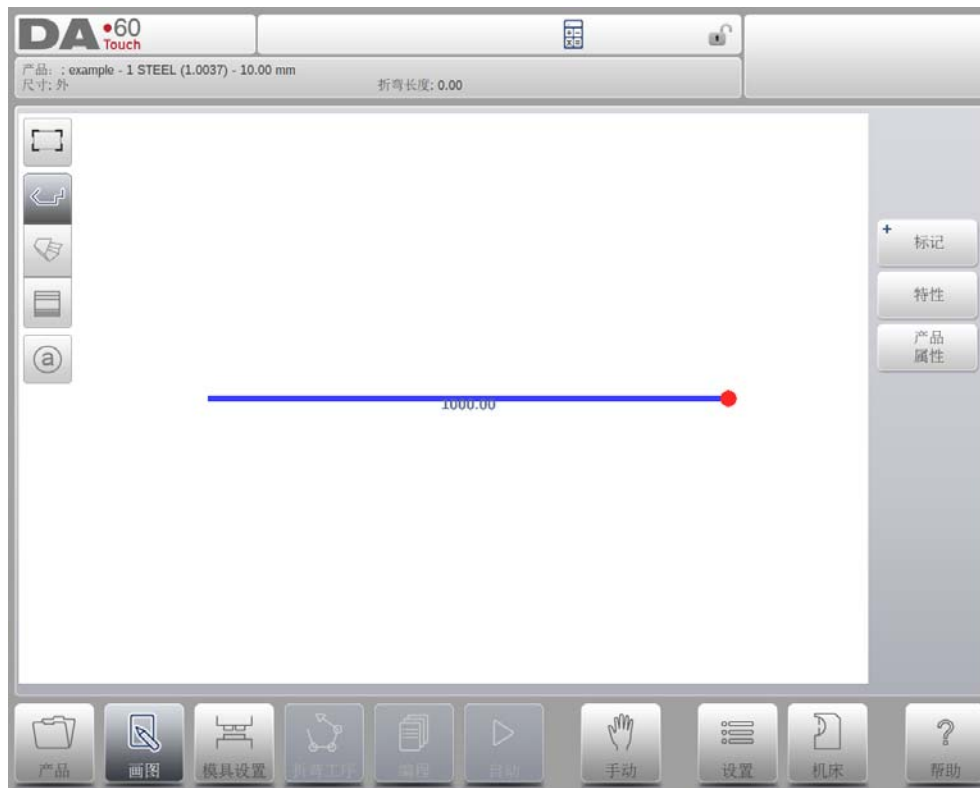 DA•60
Touch
产品: : example - 1 STEEL (1.0037) - 10.00 mm
尺寸: 外
折弯长度: 0.00
a
标记
特性
产品
属性
1000.00
产品
画图
模具设置
折弯工序
编程
自动
手动
设置
机床
?
帮助